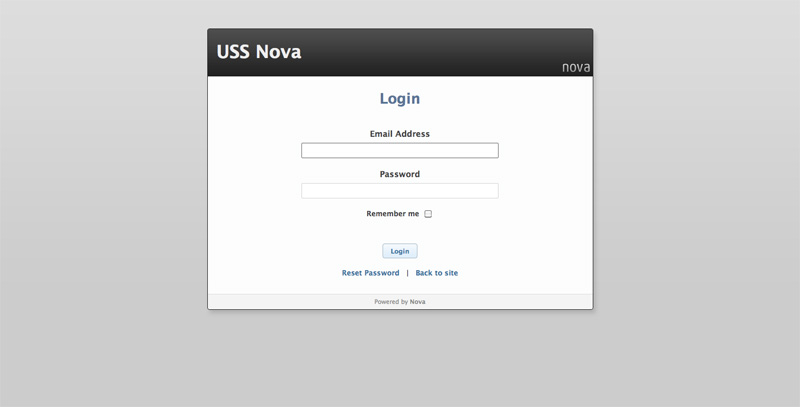 USS Nova
nova
Login
Email Address
Password
Remember me
Login
Reset Password | Back to site
Powered by Nova